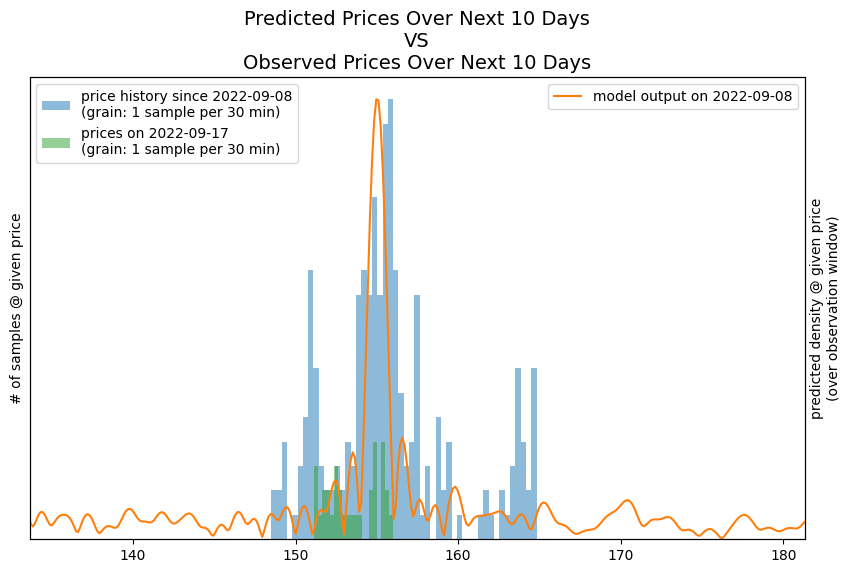 Predicted Prices Over Next 10 Days
VS
Observed Prices Over Next 10 Days
price history since 2022-09-08
(grain: 1 sample per 30 min)
prices on 2022-09-17
(grain: 1 sample per 30 min)
model output on 2022-09-08
# of samples @ given price
predicted density @ given price
(over observation window)
140
150
160
170
180